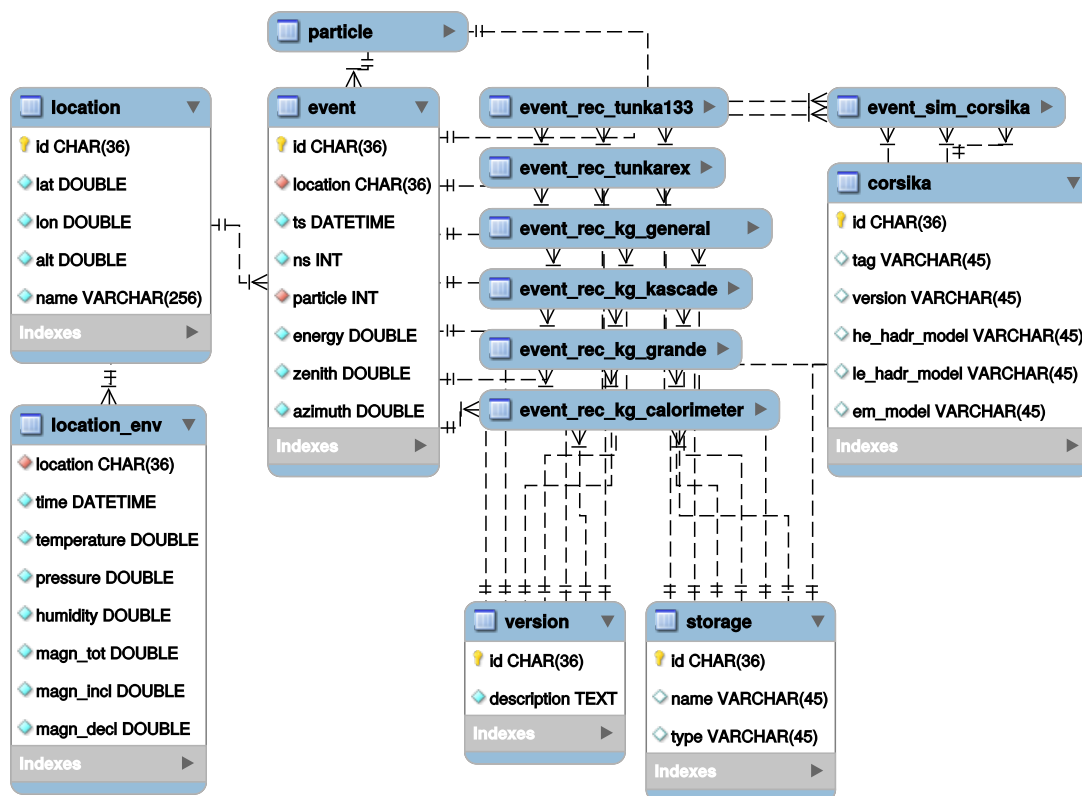 particle
location
id CHAR(36)
lat DOUBLE
lon DOUBLE
alt DOUBLE
name VARCHAR(256)
Indexes
event
id CHAR(36)
location CHAR(36)
ts DATETIME
ns INT
particle INT
energy DOUBLE
zenith DOUBLE
azimuth DOUBLE
Indexes
event_rec_tunka133
event_rec_tunkarex
event_rec_kg_general
event_rec_kg_kascade
event_rec_kg_grande
event_rec_kg_calorimeter
event_sim_corsika
corsika
id CHAR(36)
tag VARCHAR(45)
version VARCHAR(45)
he_hadr_model VARCHAR(45)
le_hadr_model VARCHAR(45)
em_model VARCHAR(45)
Indexes
location_env
location CHAR(36)
time DATETIME
temperature DOUBLE
pressure DOUBLE
humidity DOUBLE
magn_tot DOUBLE
magn_incl DOUBLE
magn_decl DOUBLE
Indexes
version
id CHAR(36)
description TEXT
Indexes
storage
id CHAR(36)
name VARCHAR(45)
type VARCHAR(45)
Indexes